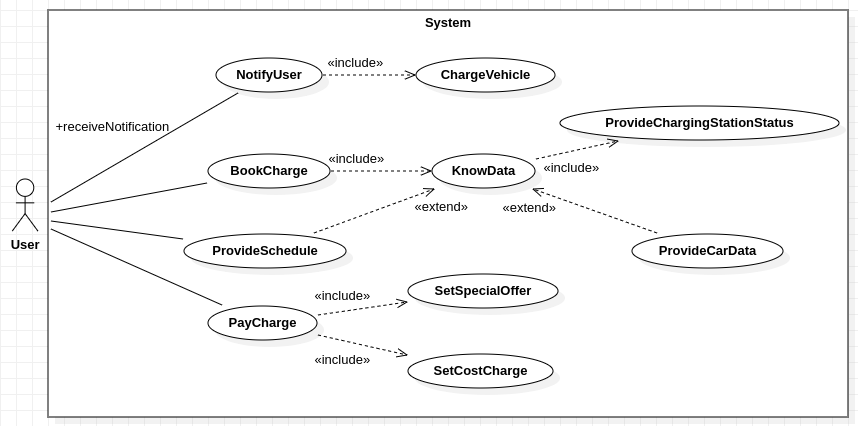 System
NotifyUser
«include»
ChargeVehicle
+receiveNotification
ProvideChargingStationStatus
BookCharge
«include»
KnowData
«include»
User
ProvideSchedule
«extend»
«extend»
ProvideCarData
PayCharge
«include»
SetSpecialOffer
«include»
SetCostCharge